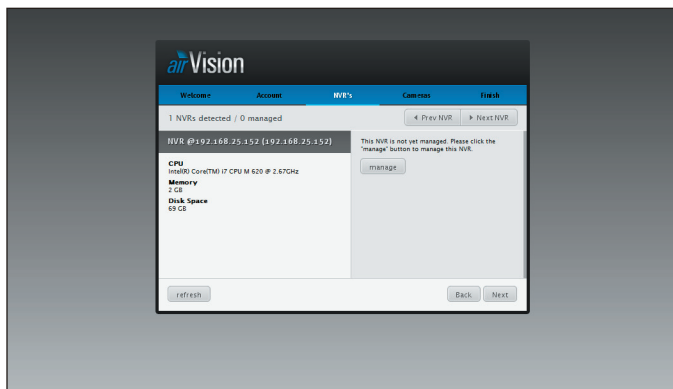 airVision
Welcome Account NVR's Cameras Finish
1 NVRs detected / 0 managed
Prev NVR Next NVR
NVR @192.168.25.152 (192.168.25.152)
CPU
Intel(R) Core(TM) i7 CPU M 620 @ 2.67GHz
Memory
2 GB
Disk Space
69 GB
This NVR is not yet managed. Please click the
"manage" button to manage this NVR.
manage
refresh
Back Next